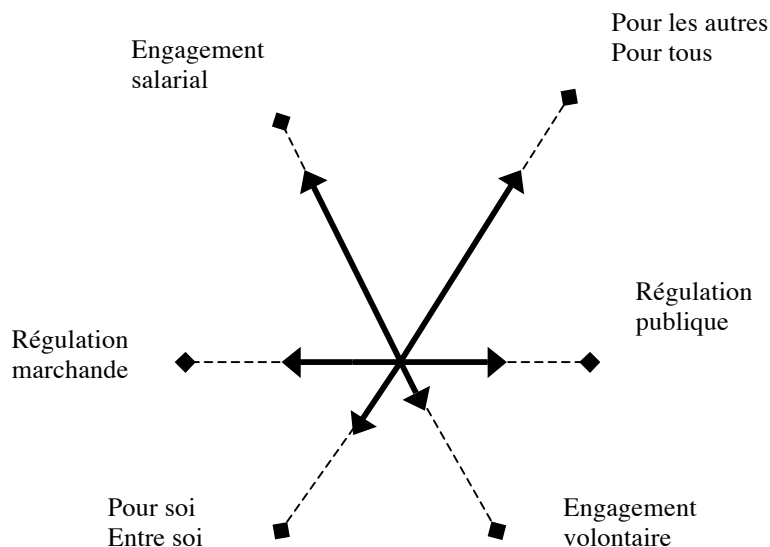 Pour les autres
Pour tous
Engagement
salarial
Régulation
publique
Régulation
marchande
Pour soi
Entre soi
Engagement
volontaire